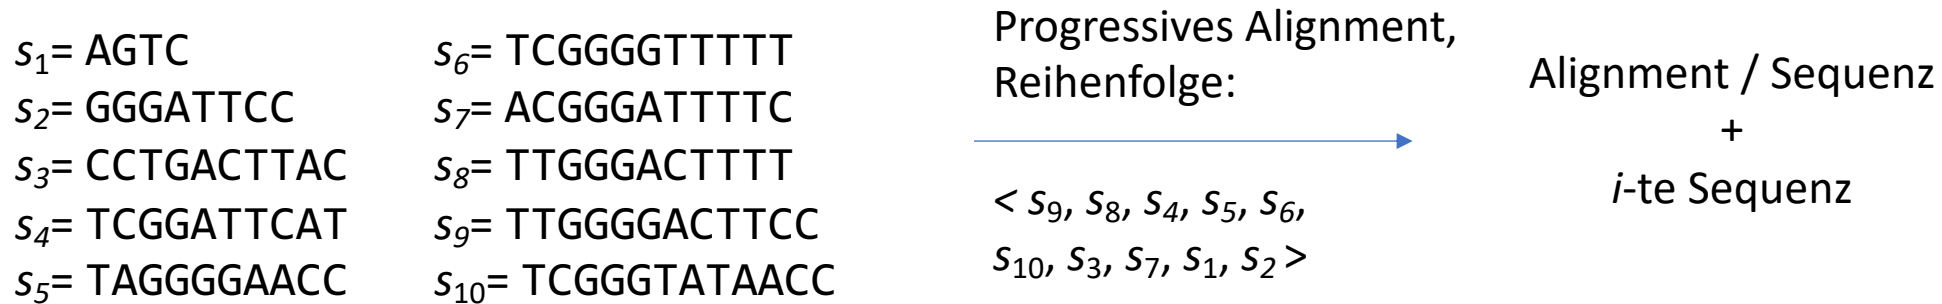 s1= AGTC
s2= GGGATTCC
s3= CCTGACTTAC
s4= TCGGATTCAT
s5= TAGGGGAACC
s6= TCGGGGTTTTT
s7= ACGGGATTTTC
s8= TTGGGACTTTT
s9= TTGGGGACTTCC
s10= TCGGGTATAACC
Progressives Alignment,
Reihenfolge:
< s9, s8, s4, s5, s6,
s10, s3, s7, s1, s2 >
Alignment / Sequenz
+
i-te Sequenz